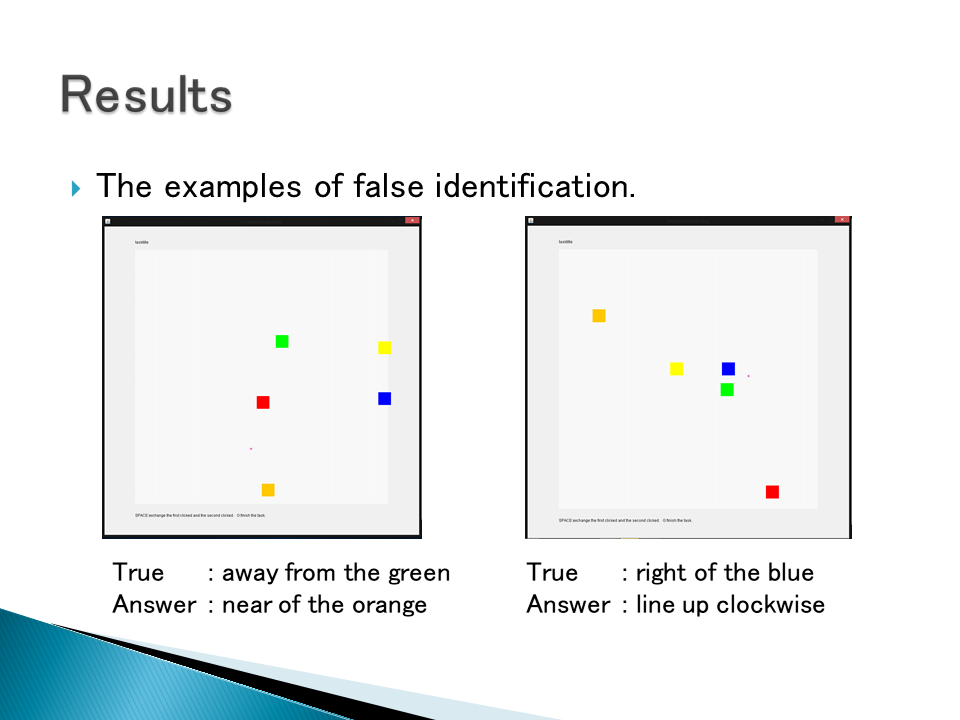 Results
The examples of false identification.
SPACE:exchange the first clicked and the second clicked. 0:finish the task.
SPACE:exchange the first clicked and the second clicked. 0:finish the task.
True : away from the green
Answer : near of the orange
True : right of the blue
Answer : line up clockwise